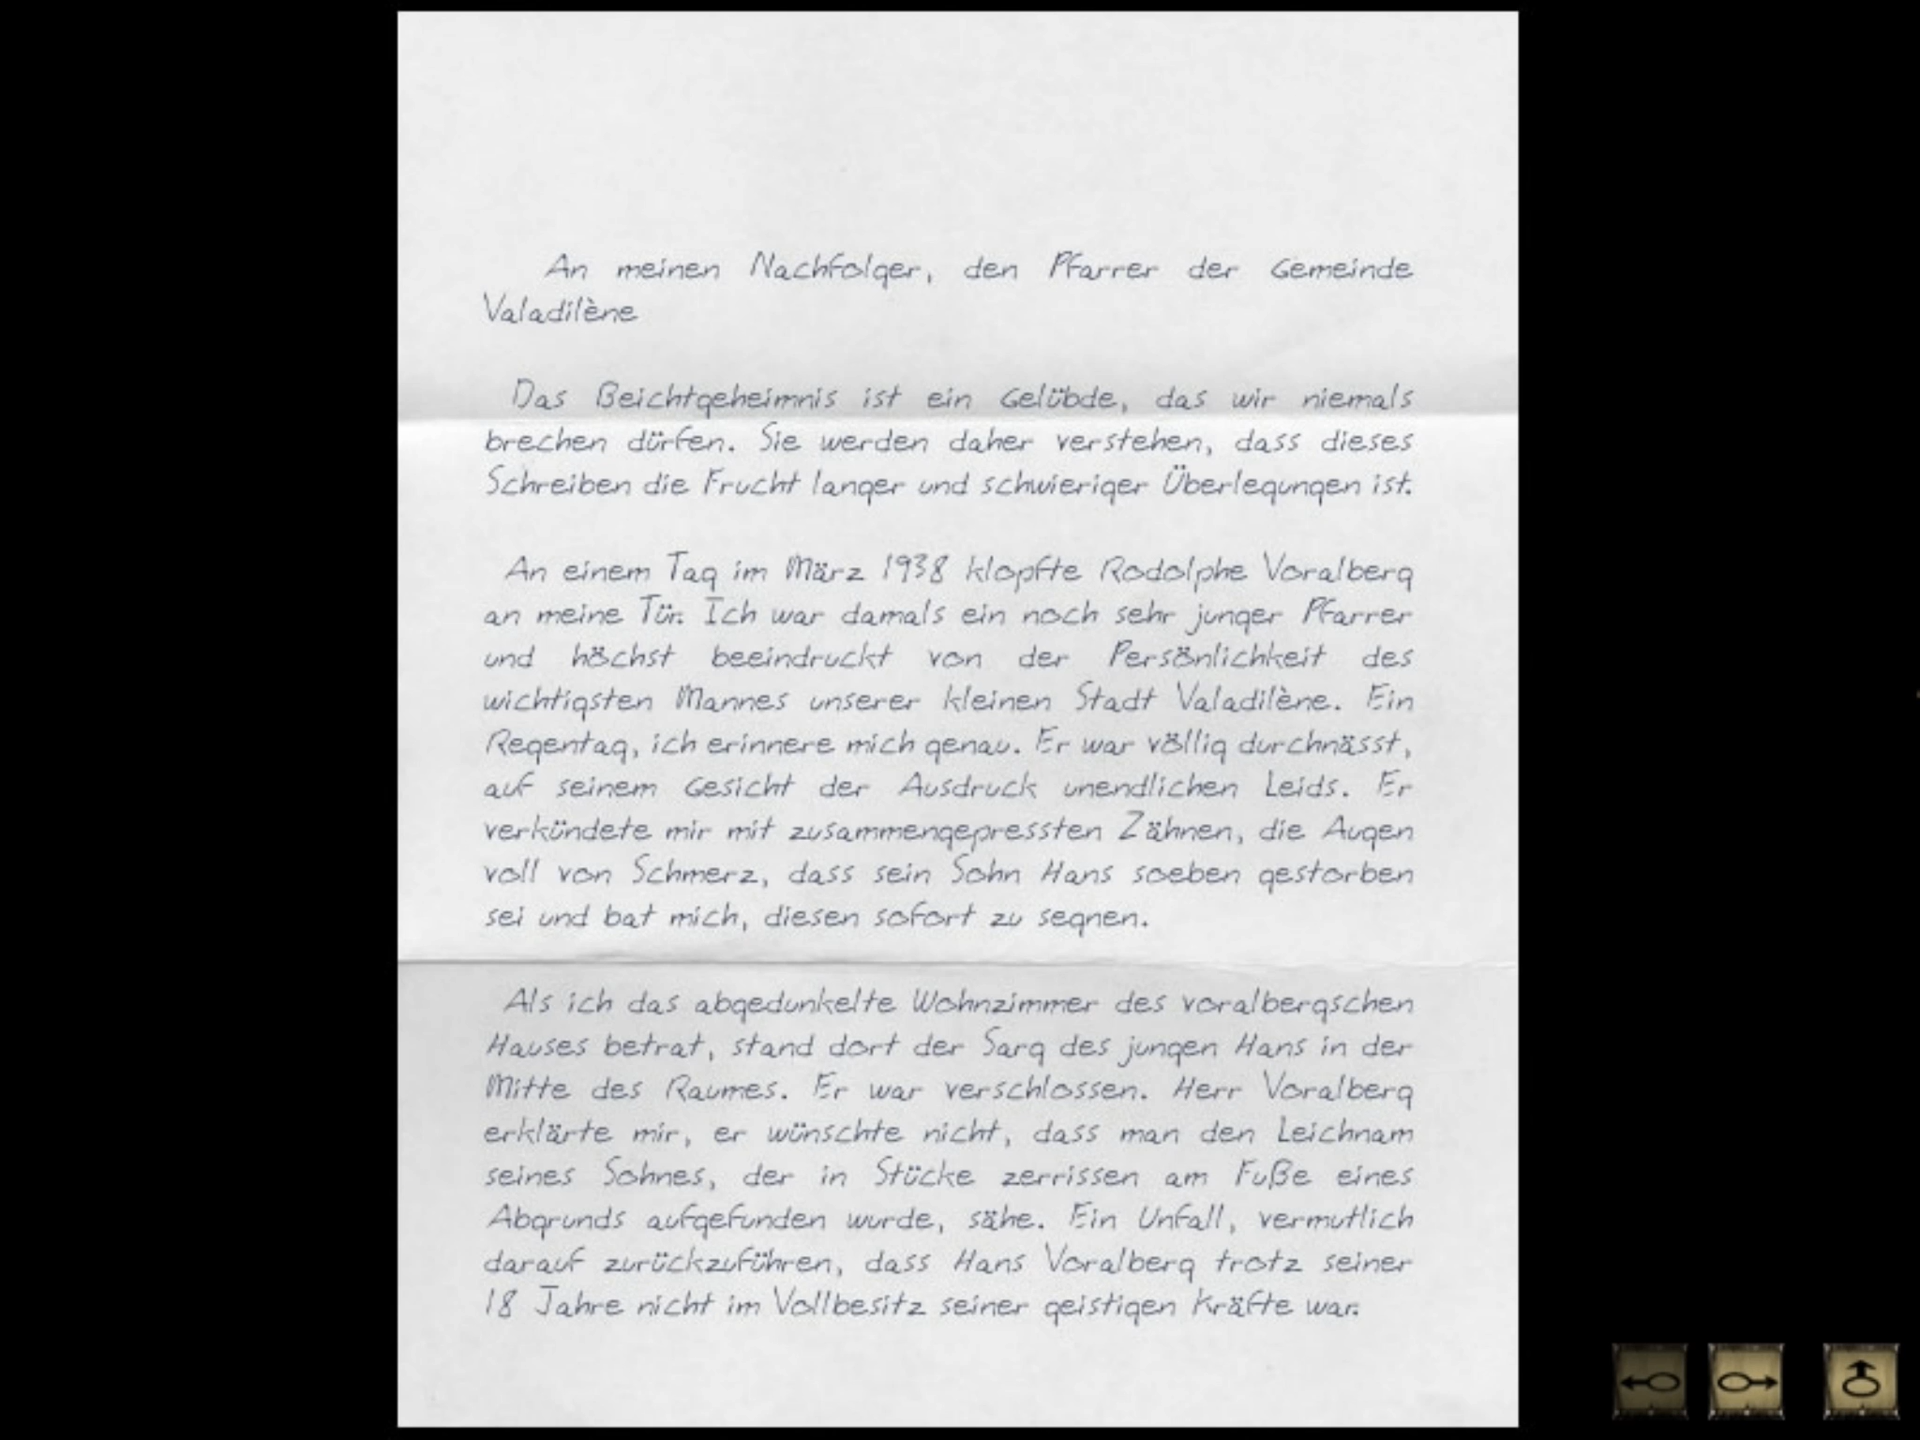 An meinen Nachfolger, den Pfarrer der Gemeinde
Valadilène
Das Beichtgeheimnis ist ein Gelübde, das wir niemals
brechen dürfen. Sie werden daher verstehen, dass dieses
Schreiben die Frucht langer und schwieriger Überlegungen ist.
An einem Tag im März 1938 klopfte Rodolphe Voralberg
an meine Tür. Ich war damals ein noch sehr junger Pfarrer
und höchst beeindruckt von der Persönlichkeit des
wichtigsten Mannes unserer kleinen Stadt Valadilène. Ein
Regentag, ich erinnere mich genau. Er war völlig durchnässt,
auf seinem Gesicht der Ausdruck unendlichen Leids. Er
verkündete mir mit zusammengepressten Zähnen, die Augen
voll von Schmerz, dass sein Sohn Hans soeben gestorben
sei und bat mich, diesen sofort zu segnen.
Als ich das abgedunkelte Wohnzimmer des voralbergschen
Hauses betrat, stand dort der Sarg des jungen Hans in der
Mitte des Raumes. Er war verschlossen. Herr Voralberg
erklärte mir, er wünschte nicht, dass man den Leichnam
seines Sohnes, der in Stücke zerrissen am Fuße eines
Abgrunds aufgefunden wurde, sähe. Ein Unfall, vermutlich
darauf zurückzuführen, dass Hans Voralberg trotz seiner
18 Jahre nicht im Vollbesitz seiner geistigen Kräfte war.